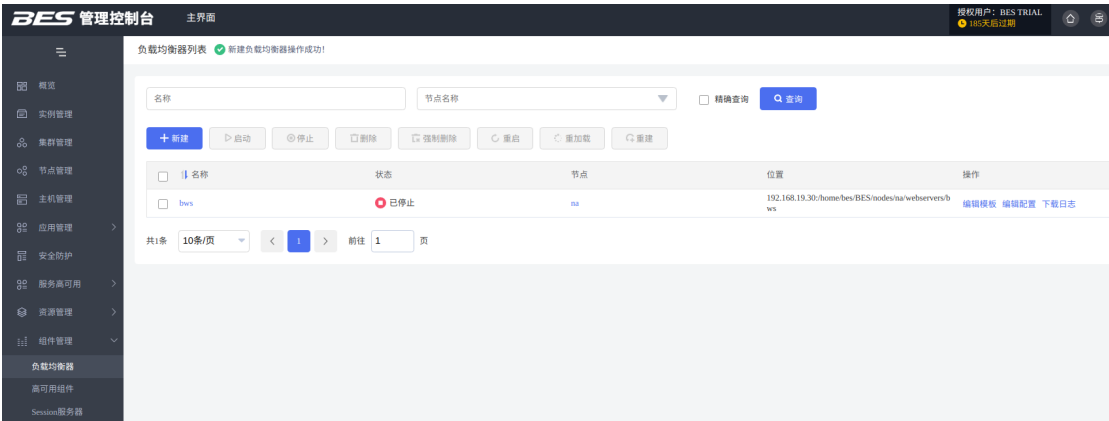 BES 管理控制台 主界面 授权用户：BES TRIAL
185天后过期
负载均衡器列表 新建负载均衡器操作成功！
概览
实例管理
集群管理
节点管理
主机管理
应用管理
安全防护
服务高可用
资源管理
组件管理
负载均衡器
高可用组件
Session服务器
名称 节点名称 精确查询 查询
新建 启动 停止 删除 强制删除 重启 重加载 重建
名称 状态 节点 位置 操作
bws 已停止 na 192.168.19.30:/home/bes/BES/nodes/na/webservers/b
ws 编辑模板 编辑配置 下载日志
共1条 10条/页 1 前往 1 页